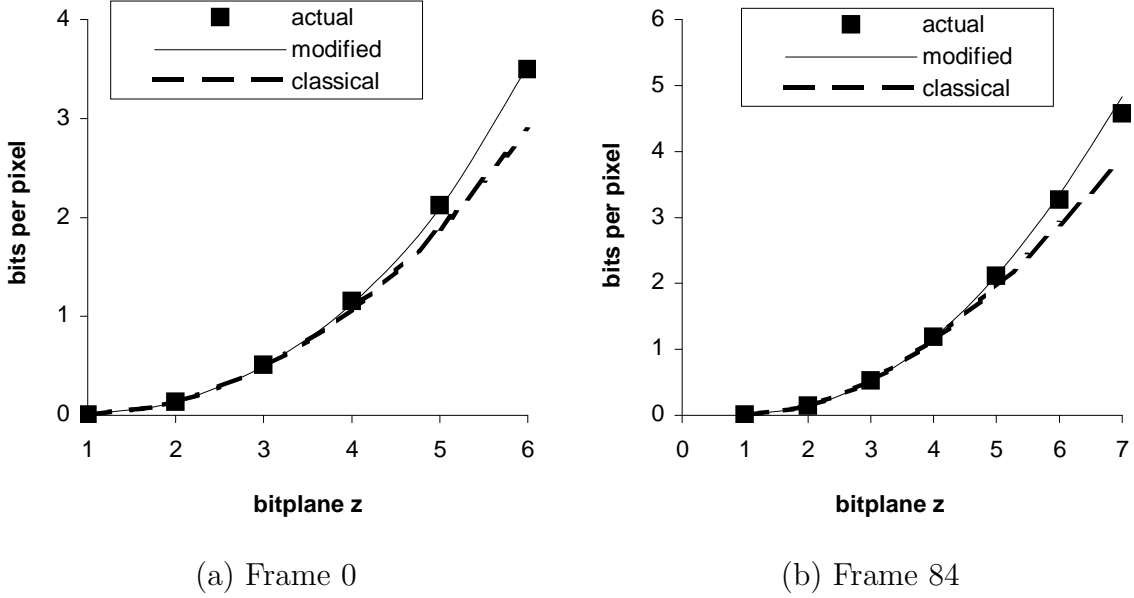 actual
modified
classical
4
3
2
1
0
bits per pixel
1 2 3 4 5 6
bitplane z
(a) Frame 0
actual
modified
classical
6
5
4
3
2
1
0
bits per pixel
0 1 2 3 4 5 6 7
bitplane z
(b) Frame 84